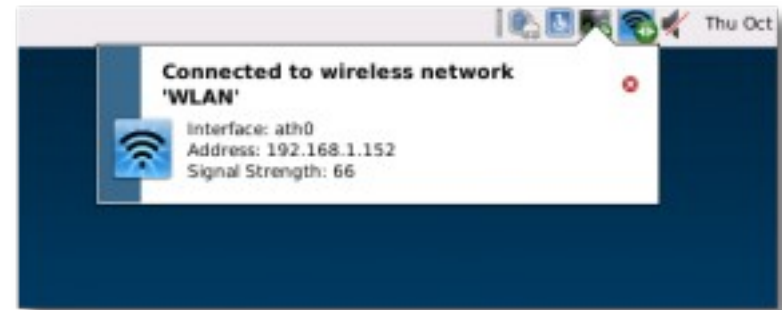 Thu Oct
Connected to wireless network
'WLAN'
Interface: ath0
Address: 192.168.1.152
Signal Strength: 66